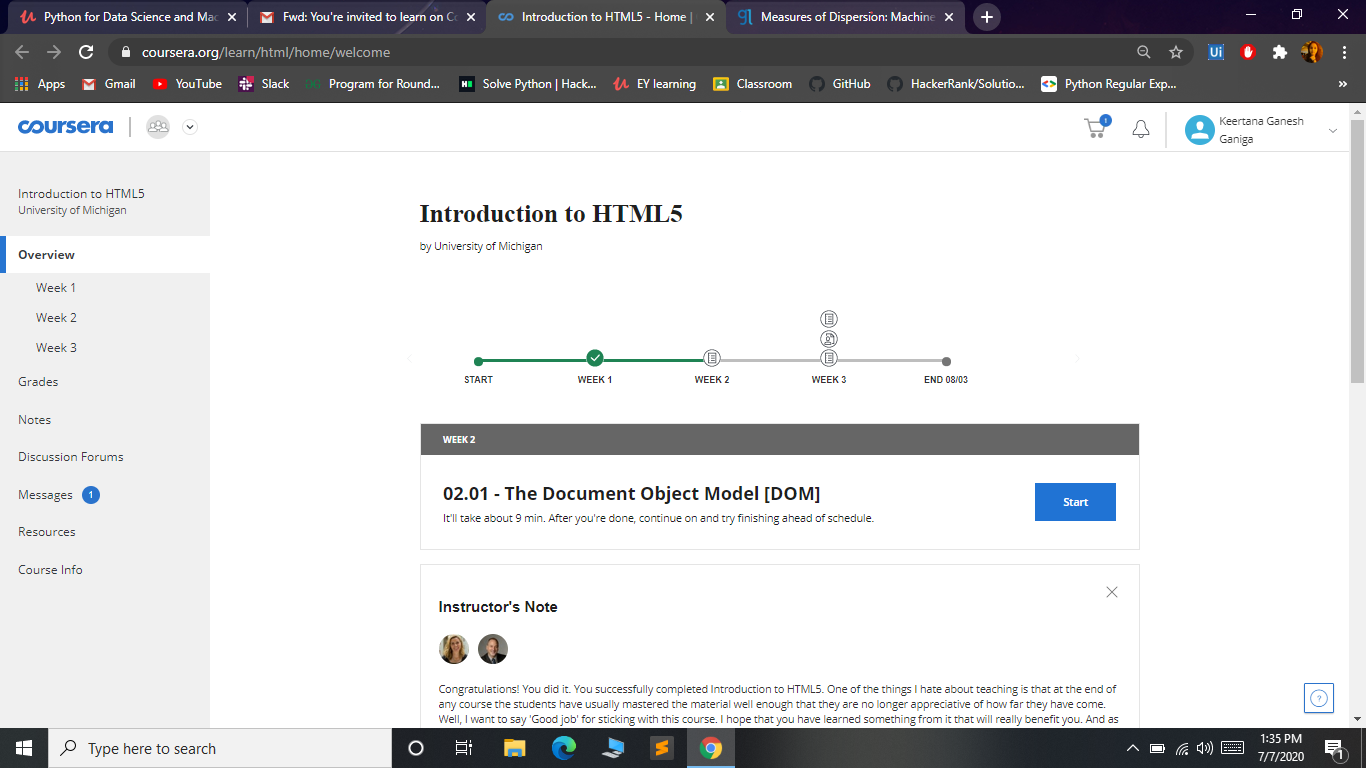 Python for Data Science and Mac
Fwd: You're invited to learn on Co
Introduction to HTML5 - Home |
Measures of Dispersion: Machine
coursera.org/learn/html/home/welcome
Apps
Gmail
YouTube
Slack
Program for Round...
Solve Python | Hack...
EY learning
Classroom
GitHub
HackerRank/Solutio...
Python Regular Exp...
»
coursera
1
Keertana Ganesh
Ganiga
Introduction to HTML5
University of Michigan
Overview
Week 1
Week 2
Week 3
Grades
Notes
Discussion Forums
Messages 1
Resources
Course Info
Introduction to HTML5
by University of Michigan
START
WEEK 1
WEEK 2
WEEK 3
END 08/03
WEEK 2
02.01 - The Document Object Model [DOM]
It'll take about 9 min. After you're done, continue on and try finishing ahead of schedule.
Start
Instructor's Note
Congratulations! You did it. You successfully completed Introduction to HTML5. One of the things I hate about teaching is that at the end of
any course the students have usually mastered the material well enough that they are no longer appreciative of how far they have come.
Well, I want to say 'Good job' for sticking with this course. I hope that you have learned something from it that will really benefit you. And as
?
Type here to search
1:35 PM
7/7/2020
1